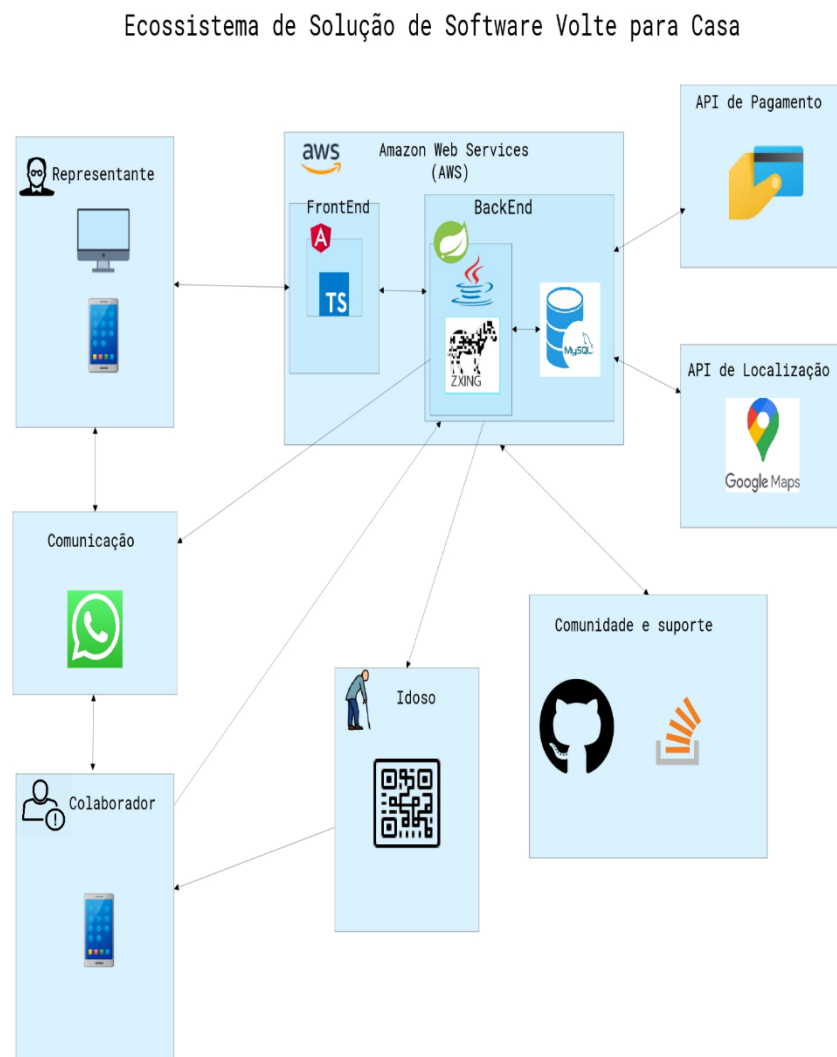 Ecossistema de Solução de Software Volte para Casa
API de Pagamento
aws
Amazon Web Services
(AWS)
Representante
FrontEnd
BackEnd
A
TS
ZXING
MySQL
API de Localização
Google Maps
Comunicação
Comunidade e suporte
Idoso
Colaborador